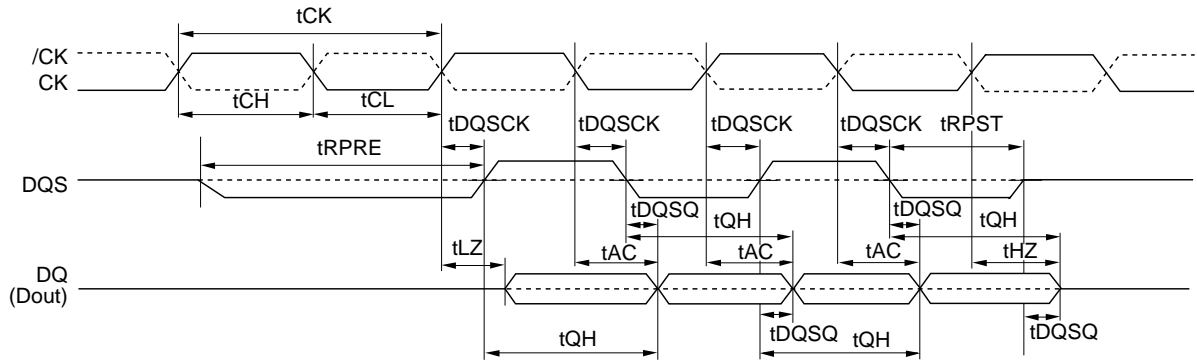 tCK
/CK
CK
tCH tCL
tDQSCK tDQSCK tDQSCK tDQSCK tRPST
tRPRE
DQS
tDQSQ tDQSQ
tQH tQH
tLZ tAC tAC tAC tHZ
DQ
(Dout)
tQH tDQSQ tQH tDQSQ